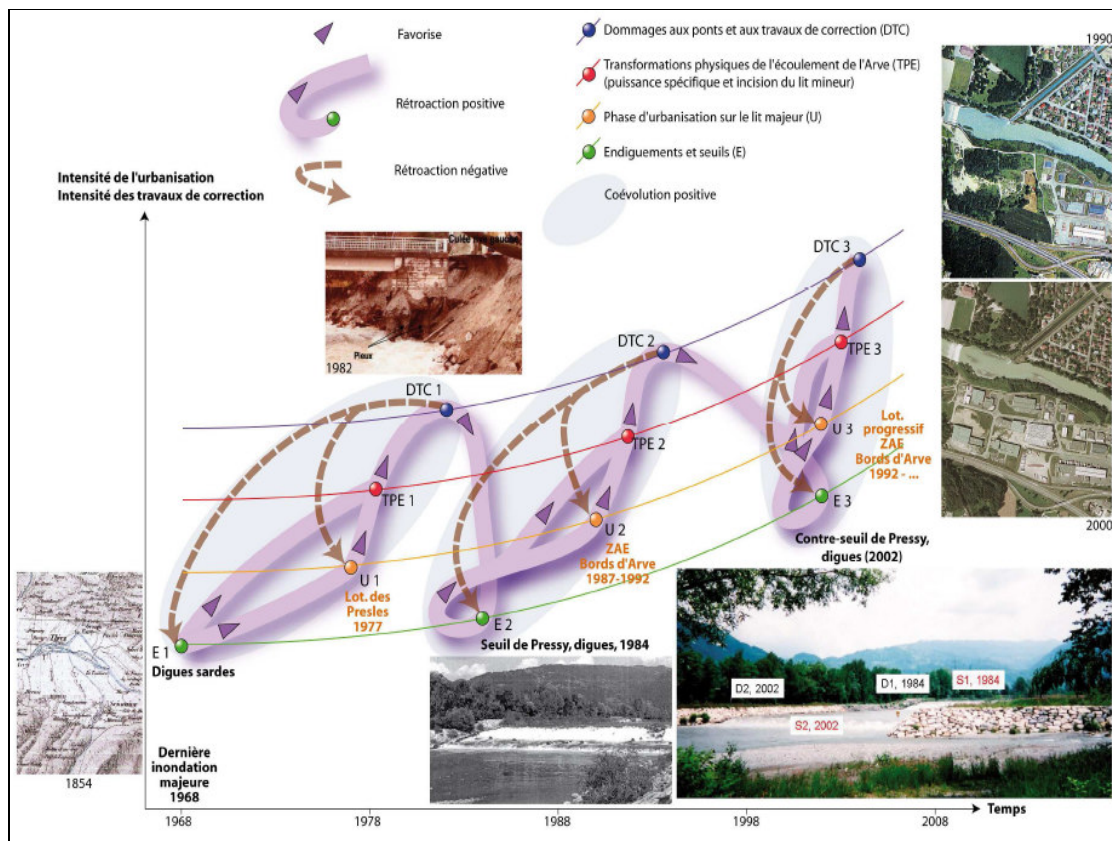 Favorise
Rétroaction positive
Rétroaction négative
Dommages aux ponts et aux travaux de correction (DTC)
Transformations physiques de l'écoulement de l'Arve (TPE)
(puissance spécifique et incision du lit mineur)
Phase d'urbanisation sur le lit majeur (U)
Endiguements et seuils (E)
Coévolution positive
1990
Intensité de l'urbanisation
Intensité des travaux de correction
Culée rive gauche
Pieux
1982
DTC 1
DTC 2
DTC 3
TPE 1
TPE 2
TPE 3
U 1
Lot. des
Presles
1977
U 2
ZAE
Bords d'Arve
1987-1992
U 3
Lot.
progressif
ZAE
Bords d'Arve
1992 - ...
E 1
Digues sardes
E 2
Seuil de Pressy, digues, 1984
E 3
Contre-seuil de Pressy,
digues (2002)
2000
D2, 2002
D1, 1984
S1, 1984
S2, 2002
1854
Dernière
inondation
majeure
1968
Temps
1968
1978
1988
1998
2008